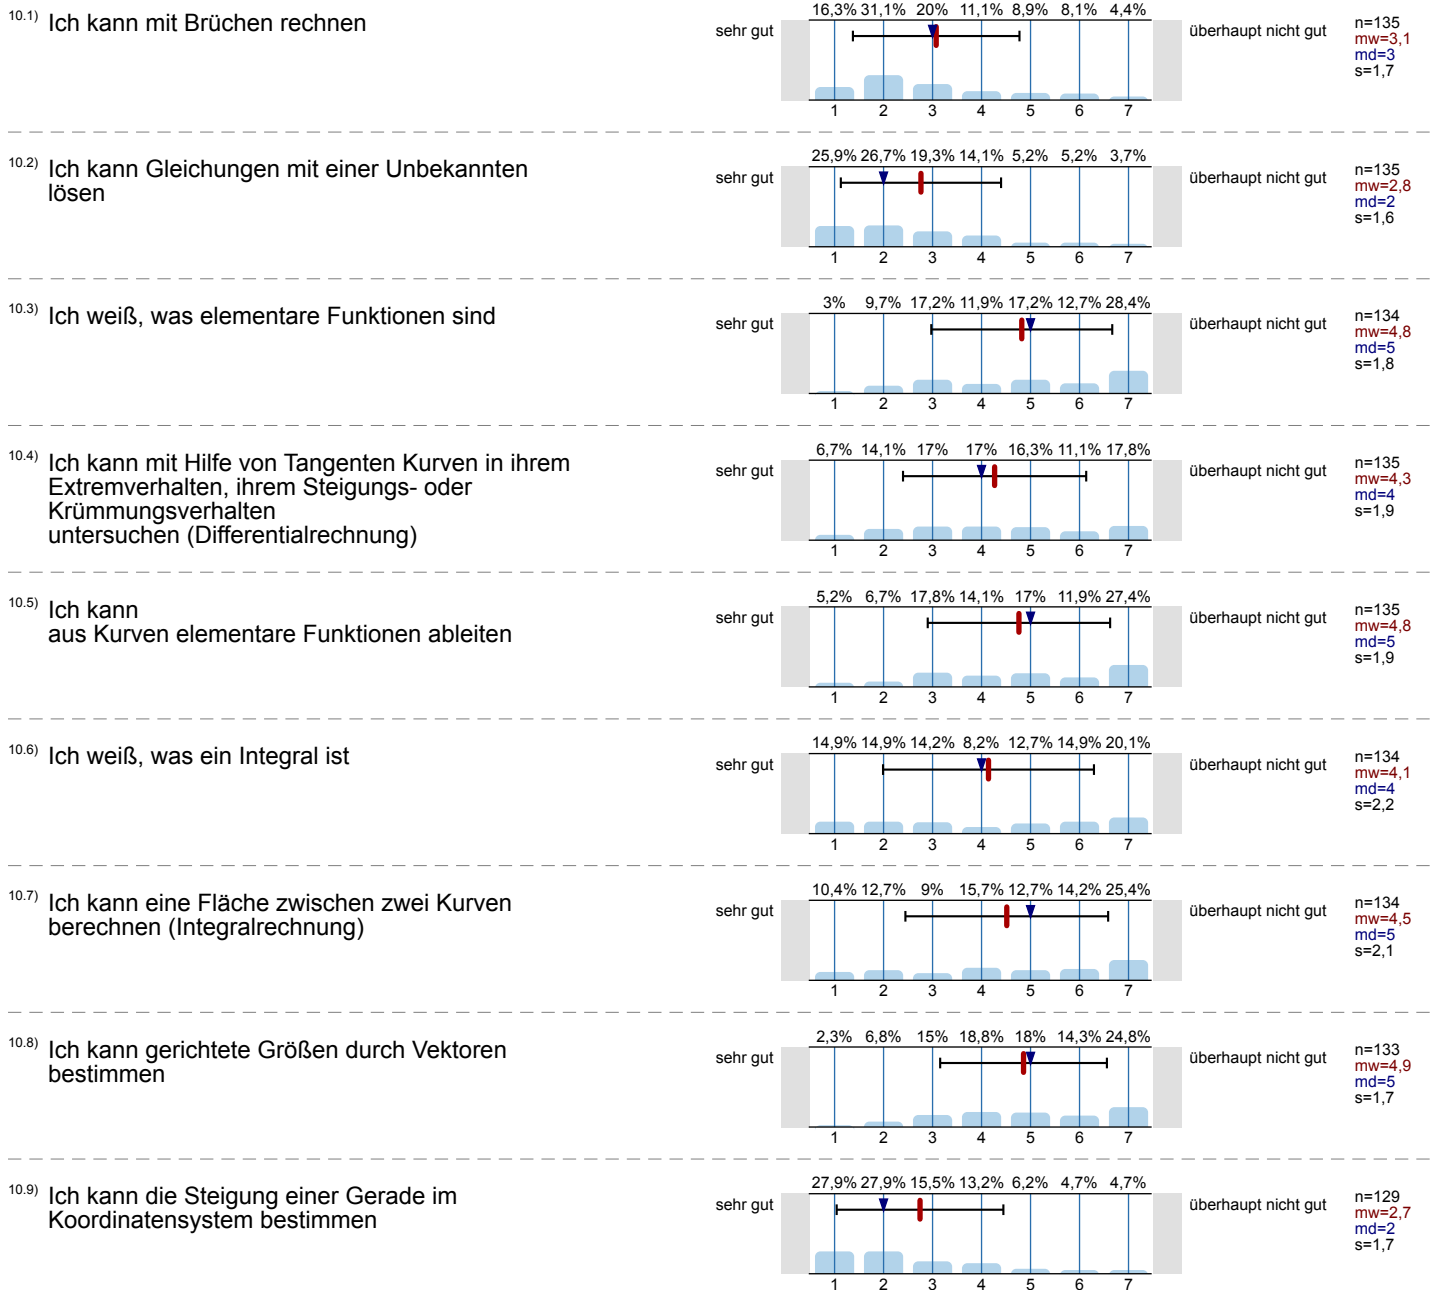 10.1) Ich kann mit Brüchen rechnen
16,3% 31,1% 20% 11,1% 8,9% 8,1% 4,4%
sehr gut
überhaupt nicht gut
n=135
mw=3,1
md=3
s=1,7
1 2 3 4 5 6 7
10.2) Ich kann Gleichungen mit einer Unbekannten
lösen
25,9% 26,7% 19,3% 14,1% 5,2% 5,2% 3,7%
sehr gut
überhaupt nicht gut
n=135
mw=2,8
md=2
s=1,6
1 2 3 4 5 6 7
10.3) Ich weiß, was elementare Funktionen sind
3% 9,7% 17,2% 11,9% 17,2% 12,7% 28,4%
sehr gut
überhaupt nicht gut
n=134
mw=4,8
md=5
s=1,8
1 2 3 4 5 6 7
10.4) Ich kann mit Hilfe von Tangenten Kurven in ihrem
Extremverhalten, ihrem Steigungs- oder
Krümmungsverhalten
untersuchen (Differentialrechnung)
6,7% 14,1% 17% 17% 16,3% 11,1% 17,8%
sehr gut
überhaupt nicht gut
n=135
mw=4,3
md=4
s=1,9
1 2 3 4 5 6 7
10.5) Ich kann
aus Kurven elementare Funktionen ableiten
5,2% 6,7% 17,8% 14,1% 17% 11,9% 27,4%
sehr gut
überhaupt nicht gut
n=135
mw=4,8
md=5
s=1,9
1 2 3 4 5 6 7
10.6) Ich weiß, was ein Integral ist
14,9% 14,9% 14,2% 8,2% 12,7% 14,9% 20,1%
sehr gut
überhaupt nicht gut
n=134
mw=4,1
md=4
s=2,2
1 2 3 4 5 6 7
10.7) Ich kann eine Fläche zwischen zwei Kurven
berechnen (Integralrechnung)
10,4% 12,7% 9% 15,7% 12,7% 14,2% 25,4%
sehr gut
überhaupt nicht gut
n=134
mw=4,5
md=5
s=2,1
1 2 3 4 5 6 7
10.8) Ich kann gerichtete Größen durch Vektoren
bestimmen
2,3% 6,8% 15% 18,8% 18% 14,3% 24,8%
sehr gut
überhaupt nicht gut
n=133
mw=4,9
md=5
s=1,7
1 2 3 4 5 6 7
10.9) Ich kann die Steigung einer Gerade im
Koordinatensystem bestimmen
27,9% 27,9% 15,5% 13,2% 6,2% 4,7% 4,7%
sehr gut
überhaupt nicht gut
n=129
mw=2,7
md=2
s=1,7
1 2 3 4 5 6 7